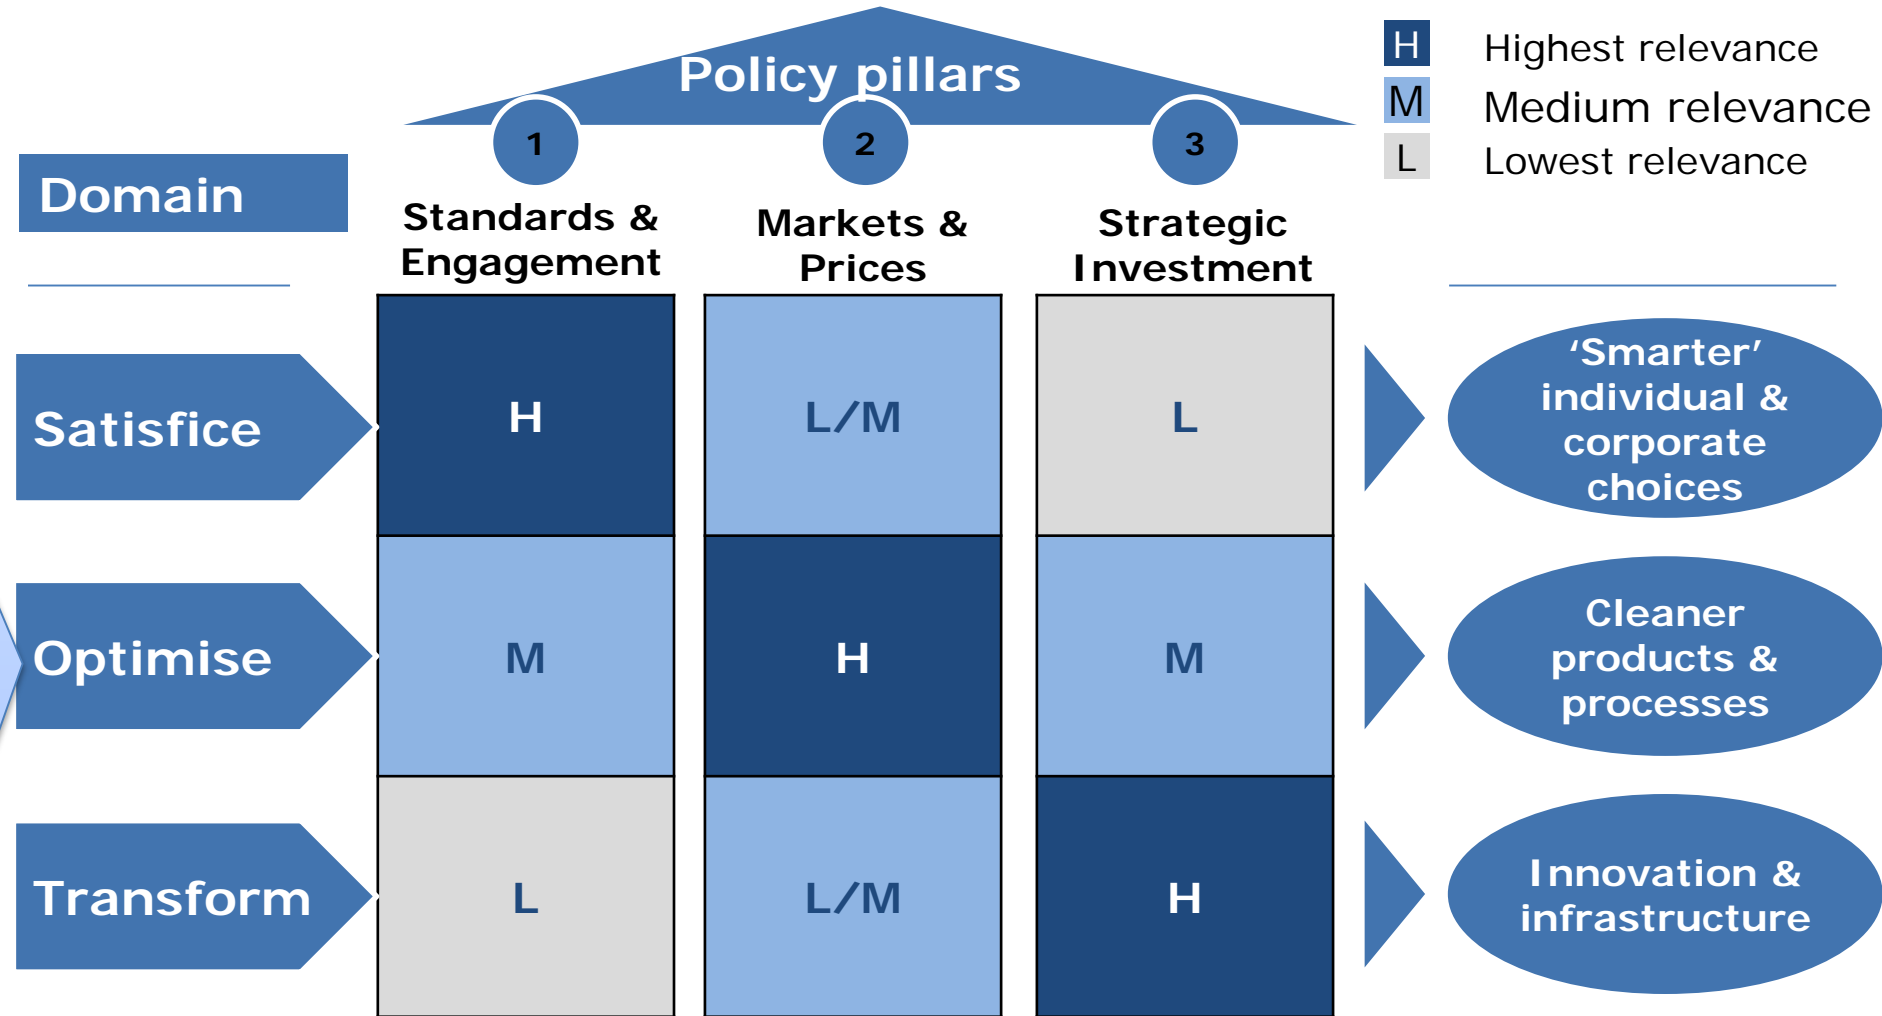 Policy pillars
H Highest relevance
M Medium relevance
L Lowest relevance
1
2
3
Domain
Standards &
Engagement
Markets &
Prices
Strategic
Investment
Satisfice
H
L/M
L
‘Smarter’
individual &
corporate
choices
Optimise
M
H
M
Cleaner
products &
processes
Transform
L
L/M
H
Innovation &
infrastructure